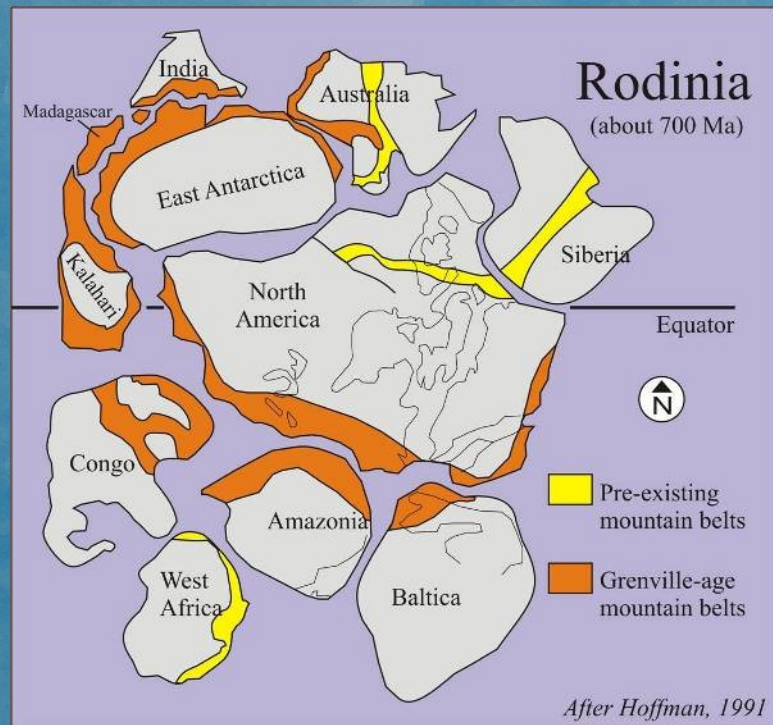 Rodinia
(about 700 Ma)
India
Madagascar
Australia
East Antarctica
Siberia
Kalahari
North
America
Equator
N
Congo
Amazonia
West
Africa
Baltica
Pre-existing
mountain belts
Grenville-age
mountain belts
After Hoffman, 1991